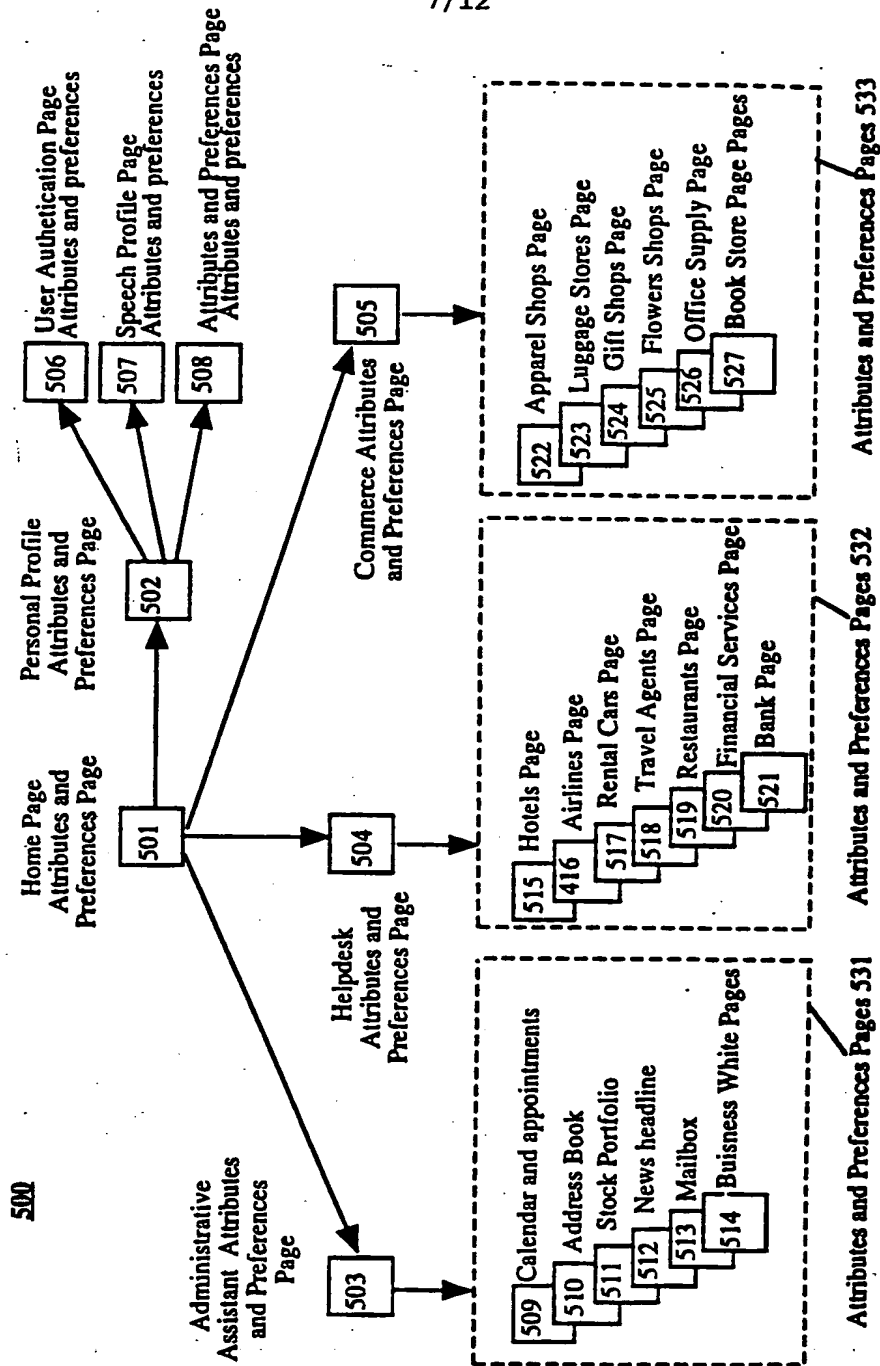 7/12
500
Home Page
Attributes and
Preferences Page
501
Personal Profile
Attributes and
Preferences Page
502
506
User Authetication Page
Attributes and preferences
507
Speech Profile Page
Attributes and preferences
508
Attributes and Preferences Page
Attributes and preferences
Administrative
Assistant Attributes
and Preferences
Page
503
Helpdesk
Attributes and
Preferences Page
504
Commerce Attributes
and Preferences Page
505
509 Calendar and appointments
510 Address Book
511 Stock Portfolio
512 News headline
513 Mailbox
514 Buisness White Pages
Attributes and Preferences Pages 531
515 Hotels Page
416 Airlines Page
517 Rental Cars Page
518 Travel Agents Page
519 Restaurants Page
520 Financial Services Page
521 Bank Page
Attributes and Preferences Pages 532
522 Apparel Shops Page
523 Luggage Stores Page
524 Gift Shops Page
525 Flowers Shops Page
526 Office Supply Page
527 Book Store Page Pages
Attributes and Preferences Pages 533